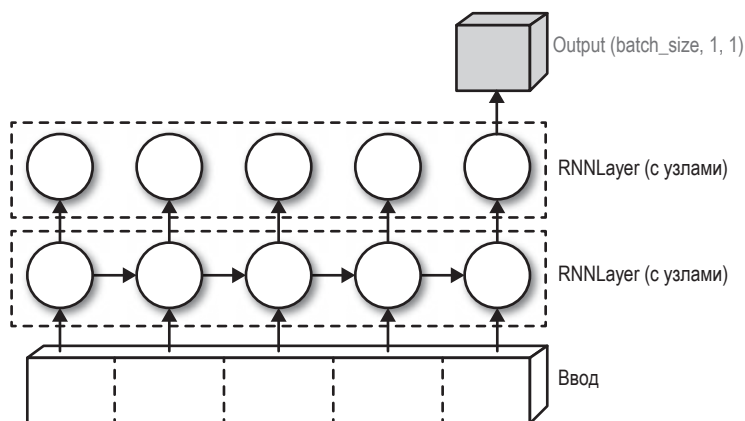 Output (batch_size, 1, 1)
RNNLayer (с узлами)
RNNLayer (с узлами)
Ввод